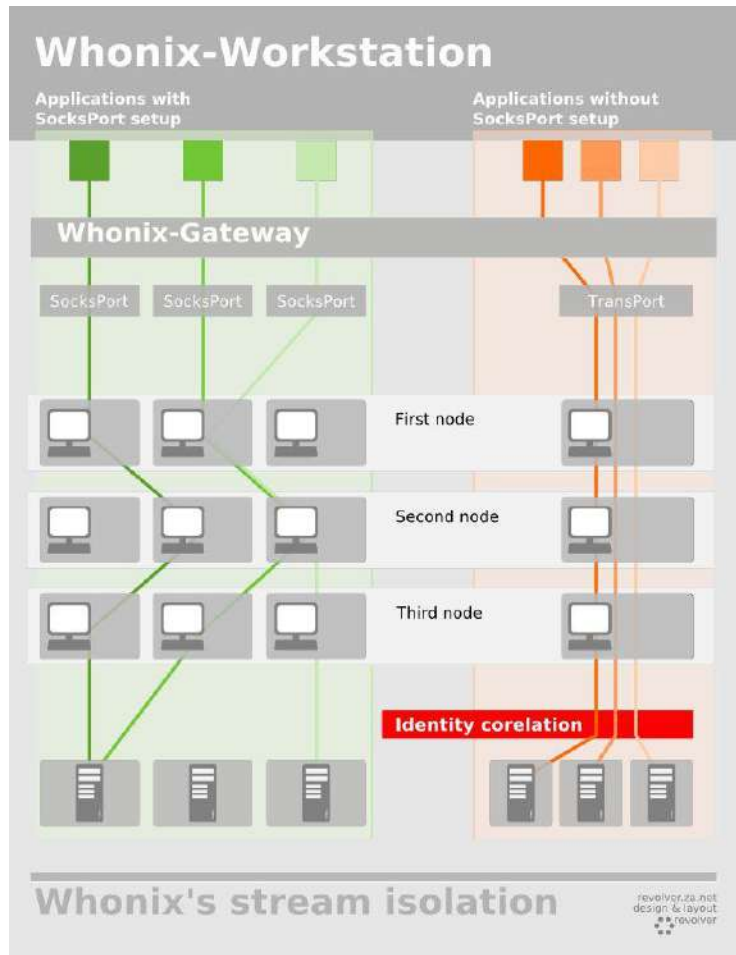 Whonix-Workstation
Applications with
SocksPort setup
Applications without
SocksPort setup
Whonix-Gateway
SocksPort
SocksPort
SocksPort
TransPort
First node
Second node
Third node
Identity corelation
Whonix's stream isolation
revolver.za.net
design & layout
revolver